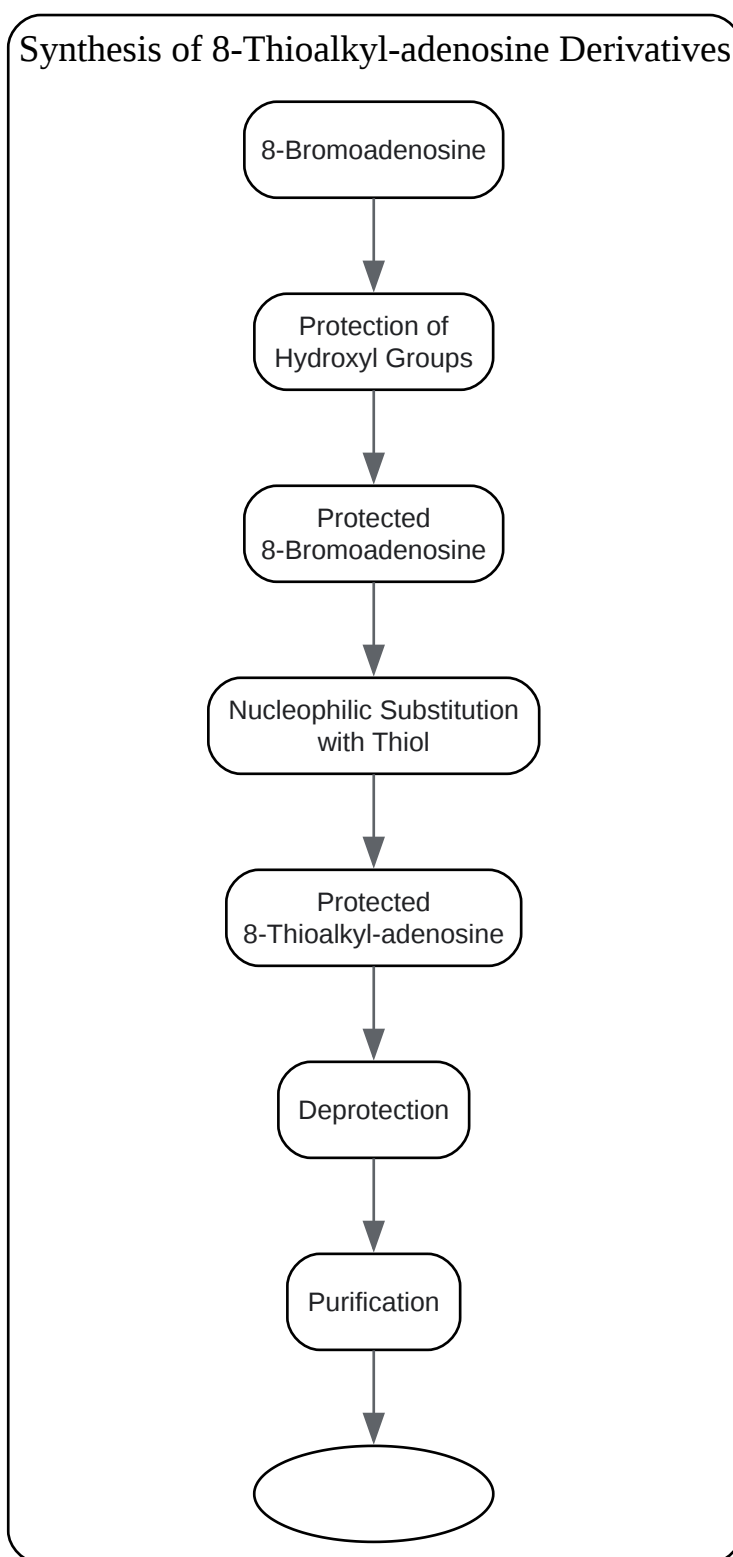 Synthesis of 8-Thioalkyl-adenosine Derivatives
8-Bromoadenosine
Protection of
Hydroxyl Groups
Protected
8-Bromoadenosine
Nucleophilic Substitution
with Thiol
Protected
8-Thioalkyl-adenosine
Deprotection
Purification